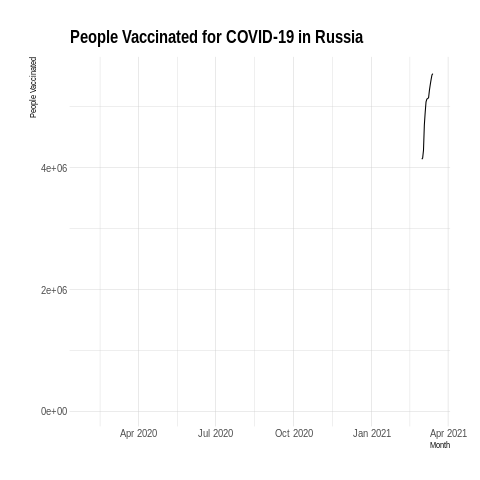 People Vaccinated for COVID-19 in Russia
People Vaccinated
4e+06
2e+06
0e+00
Apr 2020
Jul 2020
Oct 2020
Jan 2021
Apr 2021
Month